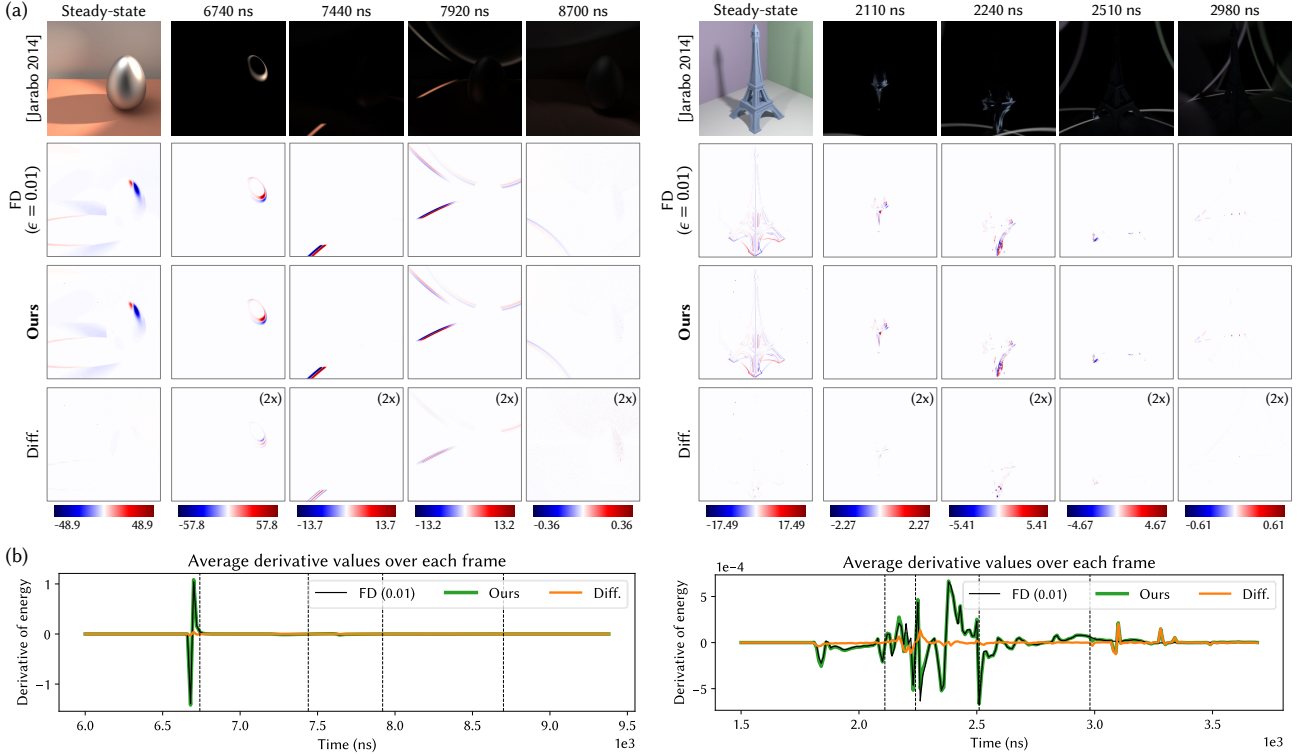 (a)
Steady-state 6740 ns 7440 ns 7920 ns 8700 ns
[Jarabo 2014]
FD
(ϵ = 0.01)
Ours
Diff.
(2x) (2x) (2x) (2x)
-48.9 48.9 -57.8 57.8 -13.7 13.7 -13.2 13.2 -0.36 0.36
Steady-state 2110 ns 2240 ns 2510 ns 2980 ns
[Jarabo 2014]
FD
(ϵ = 0.01)
Ours
Diff.
(2x) (2x) (2x) (2x)
-17.49 17.49 -2.27 2.27 -5.41 5.41 -4.67 4.67 -0.61 0.61
(b)
Average derivative values over each frame
Derivative of energy
1
0
−1
FD (0.01) Ours Diff.
6.0 6.5 7.0 7.5 8.0 8.5 9.0 9.5
Time (ns)
1e3
Average derivative values over each frame
1e−4
Derivative of energy
5
0
−5
FD (0.01) Ours Diff.
1.5 2.0 2.5 3.0 3.5
Time (ns)
1e3